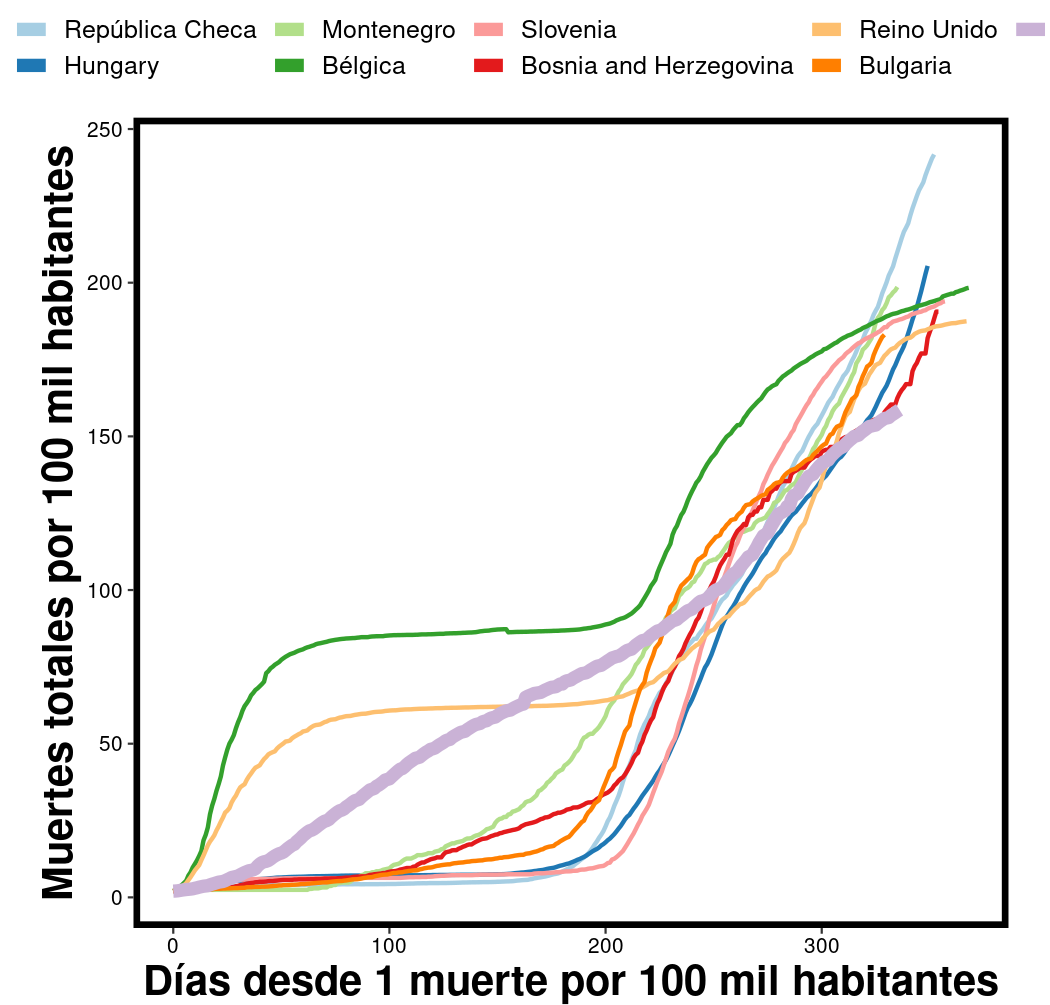 República Checa Montenegro Slovenia Reino Unido
Hungary Bélgica Bosnia and Herzegovina Bulgaria
250
200
150
100
50
0
Muertes totales por 100 mil habitantes
0 100 200 300
Días desde 1 muerte por 100 mil habitantes